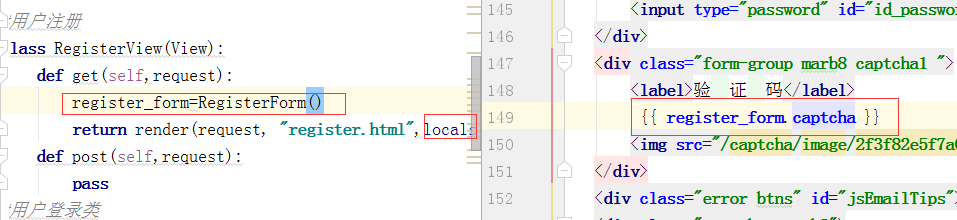 用户注册
lass RegisterView(View):
def get(self,request):
register_form=RegisterForm()
return render(request, "register.html",local
def post(self,request):
pass
用户登录类
145 <input type="password" id="id_passwo
146 </div>
147 <div class="form-group marb8 captcha1 ">
148 <label>验 证 码</label>
149 {{ register_form.captcha }}
150 <img src="/captcha/image/2f3f82e5f7a
151 </div>
152 <div class="error btns" id="jsEmailTips">